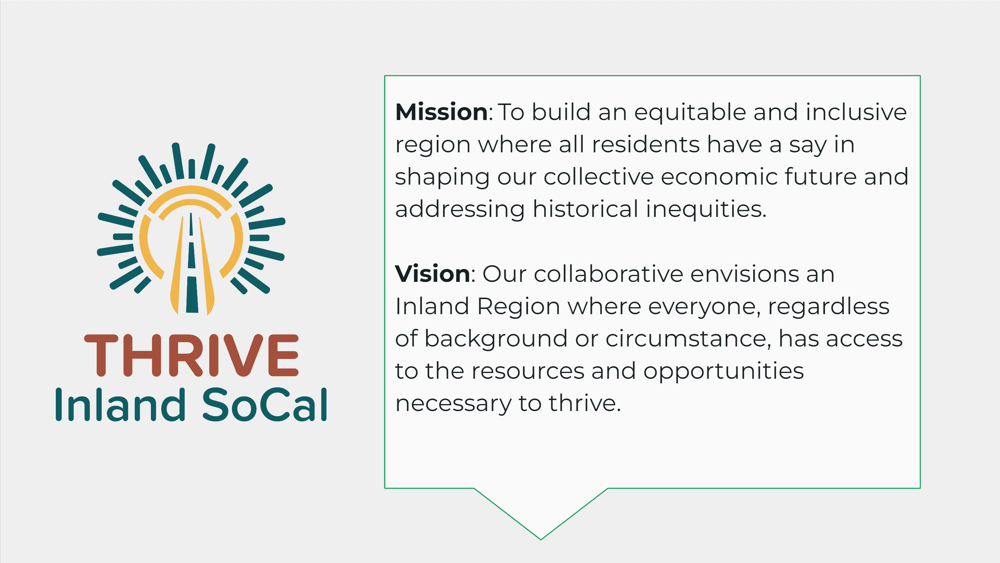 THRIVE
Inland SoCal
Mission: To build an equitable and inclusive
region where all residents have a say in
shaping our collective economic future and
addressing historical inequities.
Vision: Our collaborative envisions an
Inland Region where everyone, regardless
of background or circumstance, has access
to the resources and opportunities
necessary to thrive.